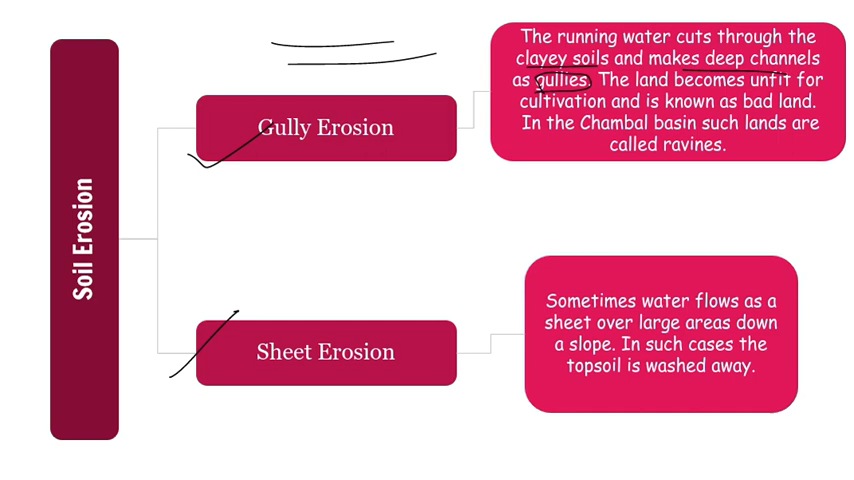 Soil Erosion
Gully Erosion
The running water cuts through the
clayey soils and makes deep channels
as gullies. The land becomes unfit for
cultivation and is known as bad land.
In the Chambal basin such lands are
called ravines.
Sheet Erosion
Sometimes water flows as a
sheet over large areas down
a slope. In such cases the
topsoil is washed away.